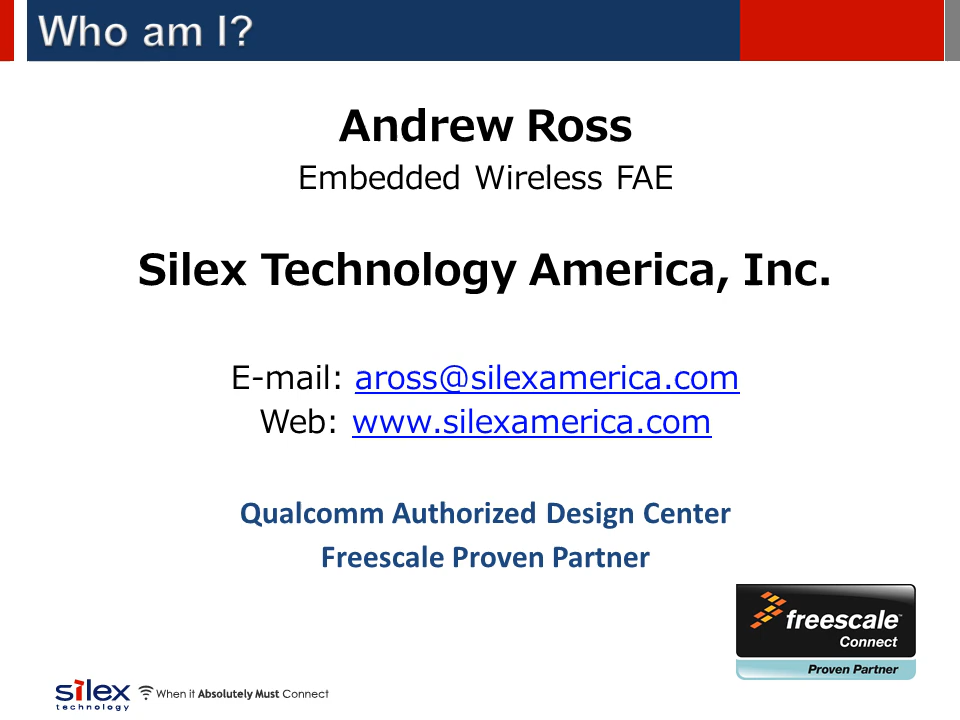 Who am I?
Andrew Ross
Embedded Wireless FAE
Silex Technology America, Inc.
E-mail: aross@silexamerica.com
Web: www.silexamerica.com
Qualcomm Authorized Design Center
Freescale Proven Partner
freescale™
Connect
Proven Partner
silex
technology
When it Absolutely Must Connect